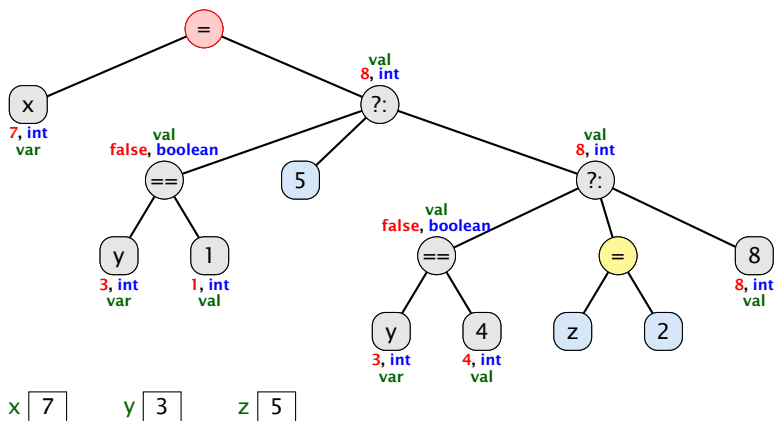 =
val
8, int
x
?:
7, int
var
val
false, boolean
val
8, int
==
5
?:
val
false, boolean
y
1
==
=
8
3, int
var
1, int
val
8, int
val
y
4
z
2
3, int
var
4, int
val
x 7 y 3 z 5